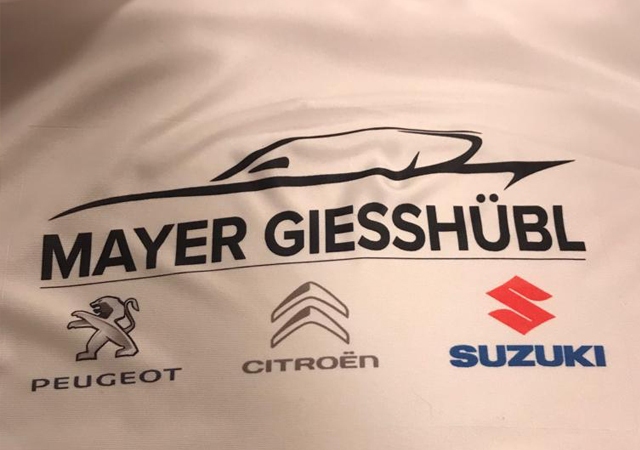 MAYER GIESSHÜBL
PEUGEOT CITROËN SUZUKI